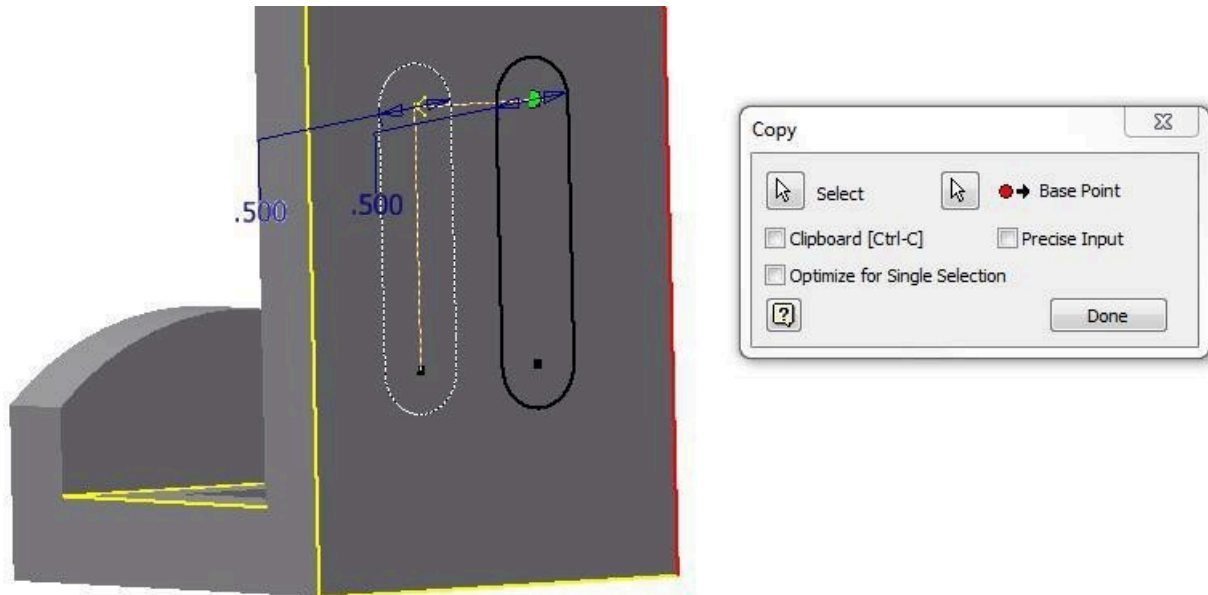 .500
.500
Copy
Select
Base Point
Clipboard [Ctrl-C]
Precise Input
Optimize for Single Selection
?
Done